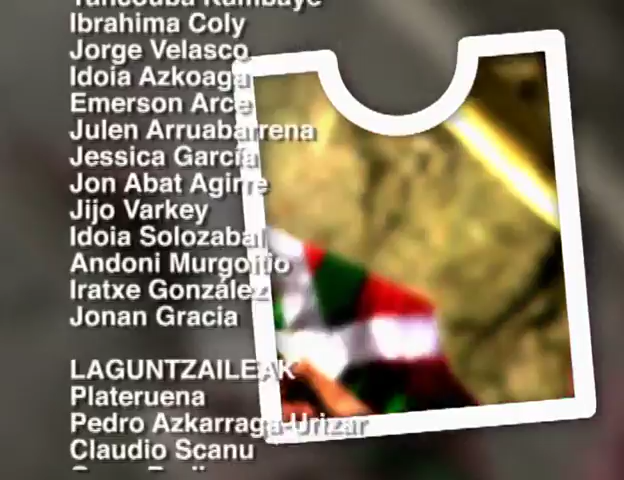 Ibrahima Coly
Jorge Velasco
Idoia Azkoaga
Emerson Arce
Julen Arruabarrena
Jessica García
Jon Abat Agirre
Jijo Varkey
Idoia Solozabal
Andoni Murgoitio
Iratxe González
Jonan Gracia
LAGUNTZAILEAK
Plateruena
Pedro Azkarraga-Urizar
Claudio Scanu